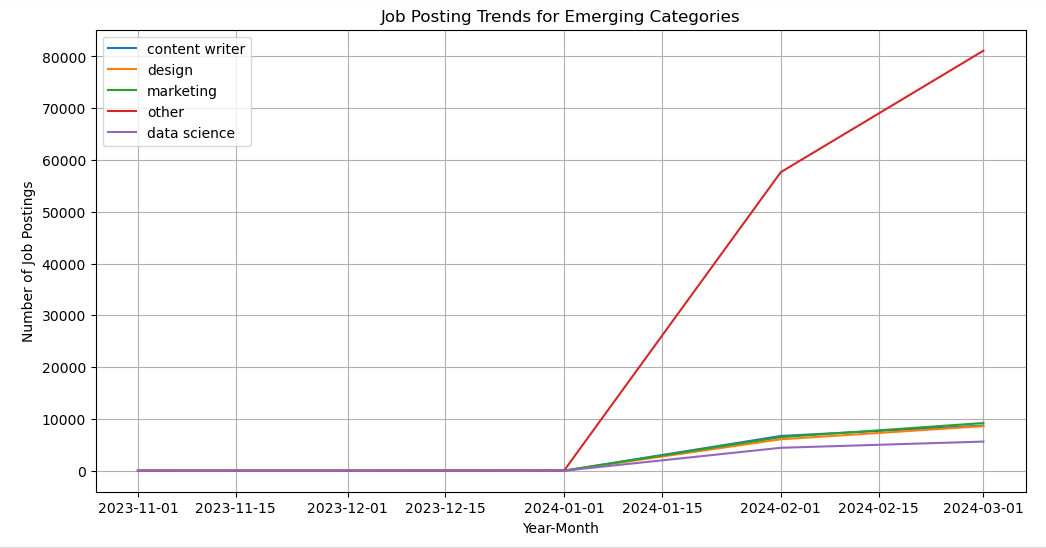 Job Posting Trends for Emerging Categories
content writer
design
marketing
other
data science
80000
70000
60000
50000
40000
30000
20000
10000
0
Number of Job Postings
2023-11-01 2023-11-15 2023-12-01 2023-12-15 2024-01-01 2024-01-15 2024-02-01 2024-02-15 2024-03-01
Year-Month